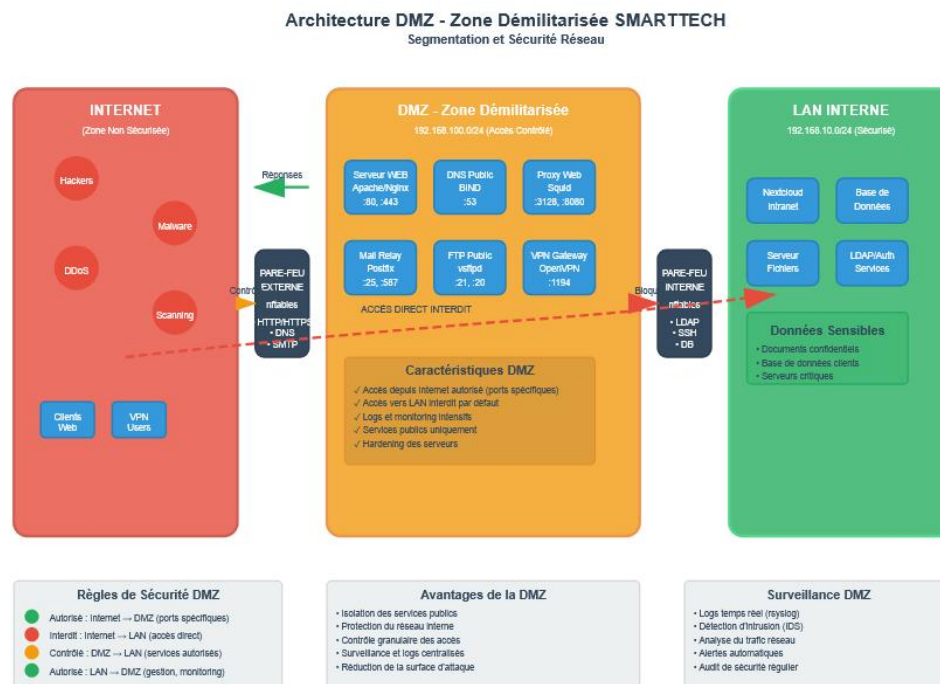 Architecture DMZ - Zone Démilitarisée SMARTTECH
Segmentation et Sécurité Réseau
INTERNET
(Zone Non Sécurisée)
Hackers
Malware
DDoS
Scanning
Clients
Web
VPN
Users
Réponses
PARE-FEU
EXTERNE
nftables
HTTP/HTTPS
• DNS
• SMTP
DMZ - Zone Démilitarisée
192.168.100.0/24 (Accès Contrôlé)
Serveur WEB
Apache/Nginx
:80, :443
DNS Public
BIND
:53
Proxy Web
Squid
:3128, :8080
Mail Relay
Postfix
:25, :587
FTP Public
vsftpd
:21, :20
VPN Gateway
OpenVPN
:1194
ACCÈS DIRECT INTERDIT
Caractéristiques DMZ
✓ Accès depuis Internet autorisé (ports spécifiques)
✓ Accès vers LAN interdit par défaut
✓ Logs et monitoring intensifs
✓ Services publics uniquement
✓ Hardening des serveurs
PARE-FEU
INTERNE
nftables
• LDAP
• SSH
• DB
LAN INTERNE
192.168.10.0/24 (Sécurisé)
Nextcloud
Intranet
Base de
Données
Serveur
Fichiers
LDAP/Auth
Services
Données Sensibles
• Documents confidentiels
• Base de données clients
• Serveurs critiques
Règles de Sécurité DMZ
Autorisé : Internet → DMZ (ports spécifiques)
Interdit : Internet → LAN (accès direct)
Contrôlé : DMZ → LAN (services autorisés)
Autorisé : LAN → DMZ (gestion, monitoring)
Avantages de la DMZ
• Isolation des services publics
• Protection du réseau interne
• Contrôle granulaire des accès
• Surveillance et logs centralisés
• Réduction de la surface d'attaque
Surveillance DMZ
• Logs temps réel (rsyslog)
• Détection d'intrusion (IDS)
• Analyse du trafic réseau
• Alertes automatiques
• Audit de sécurité régulier